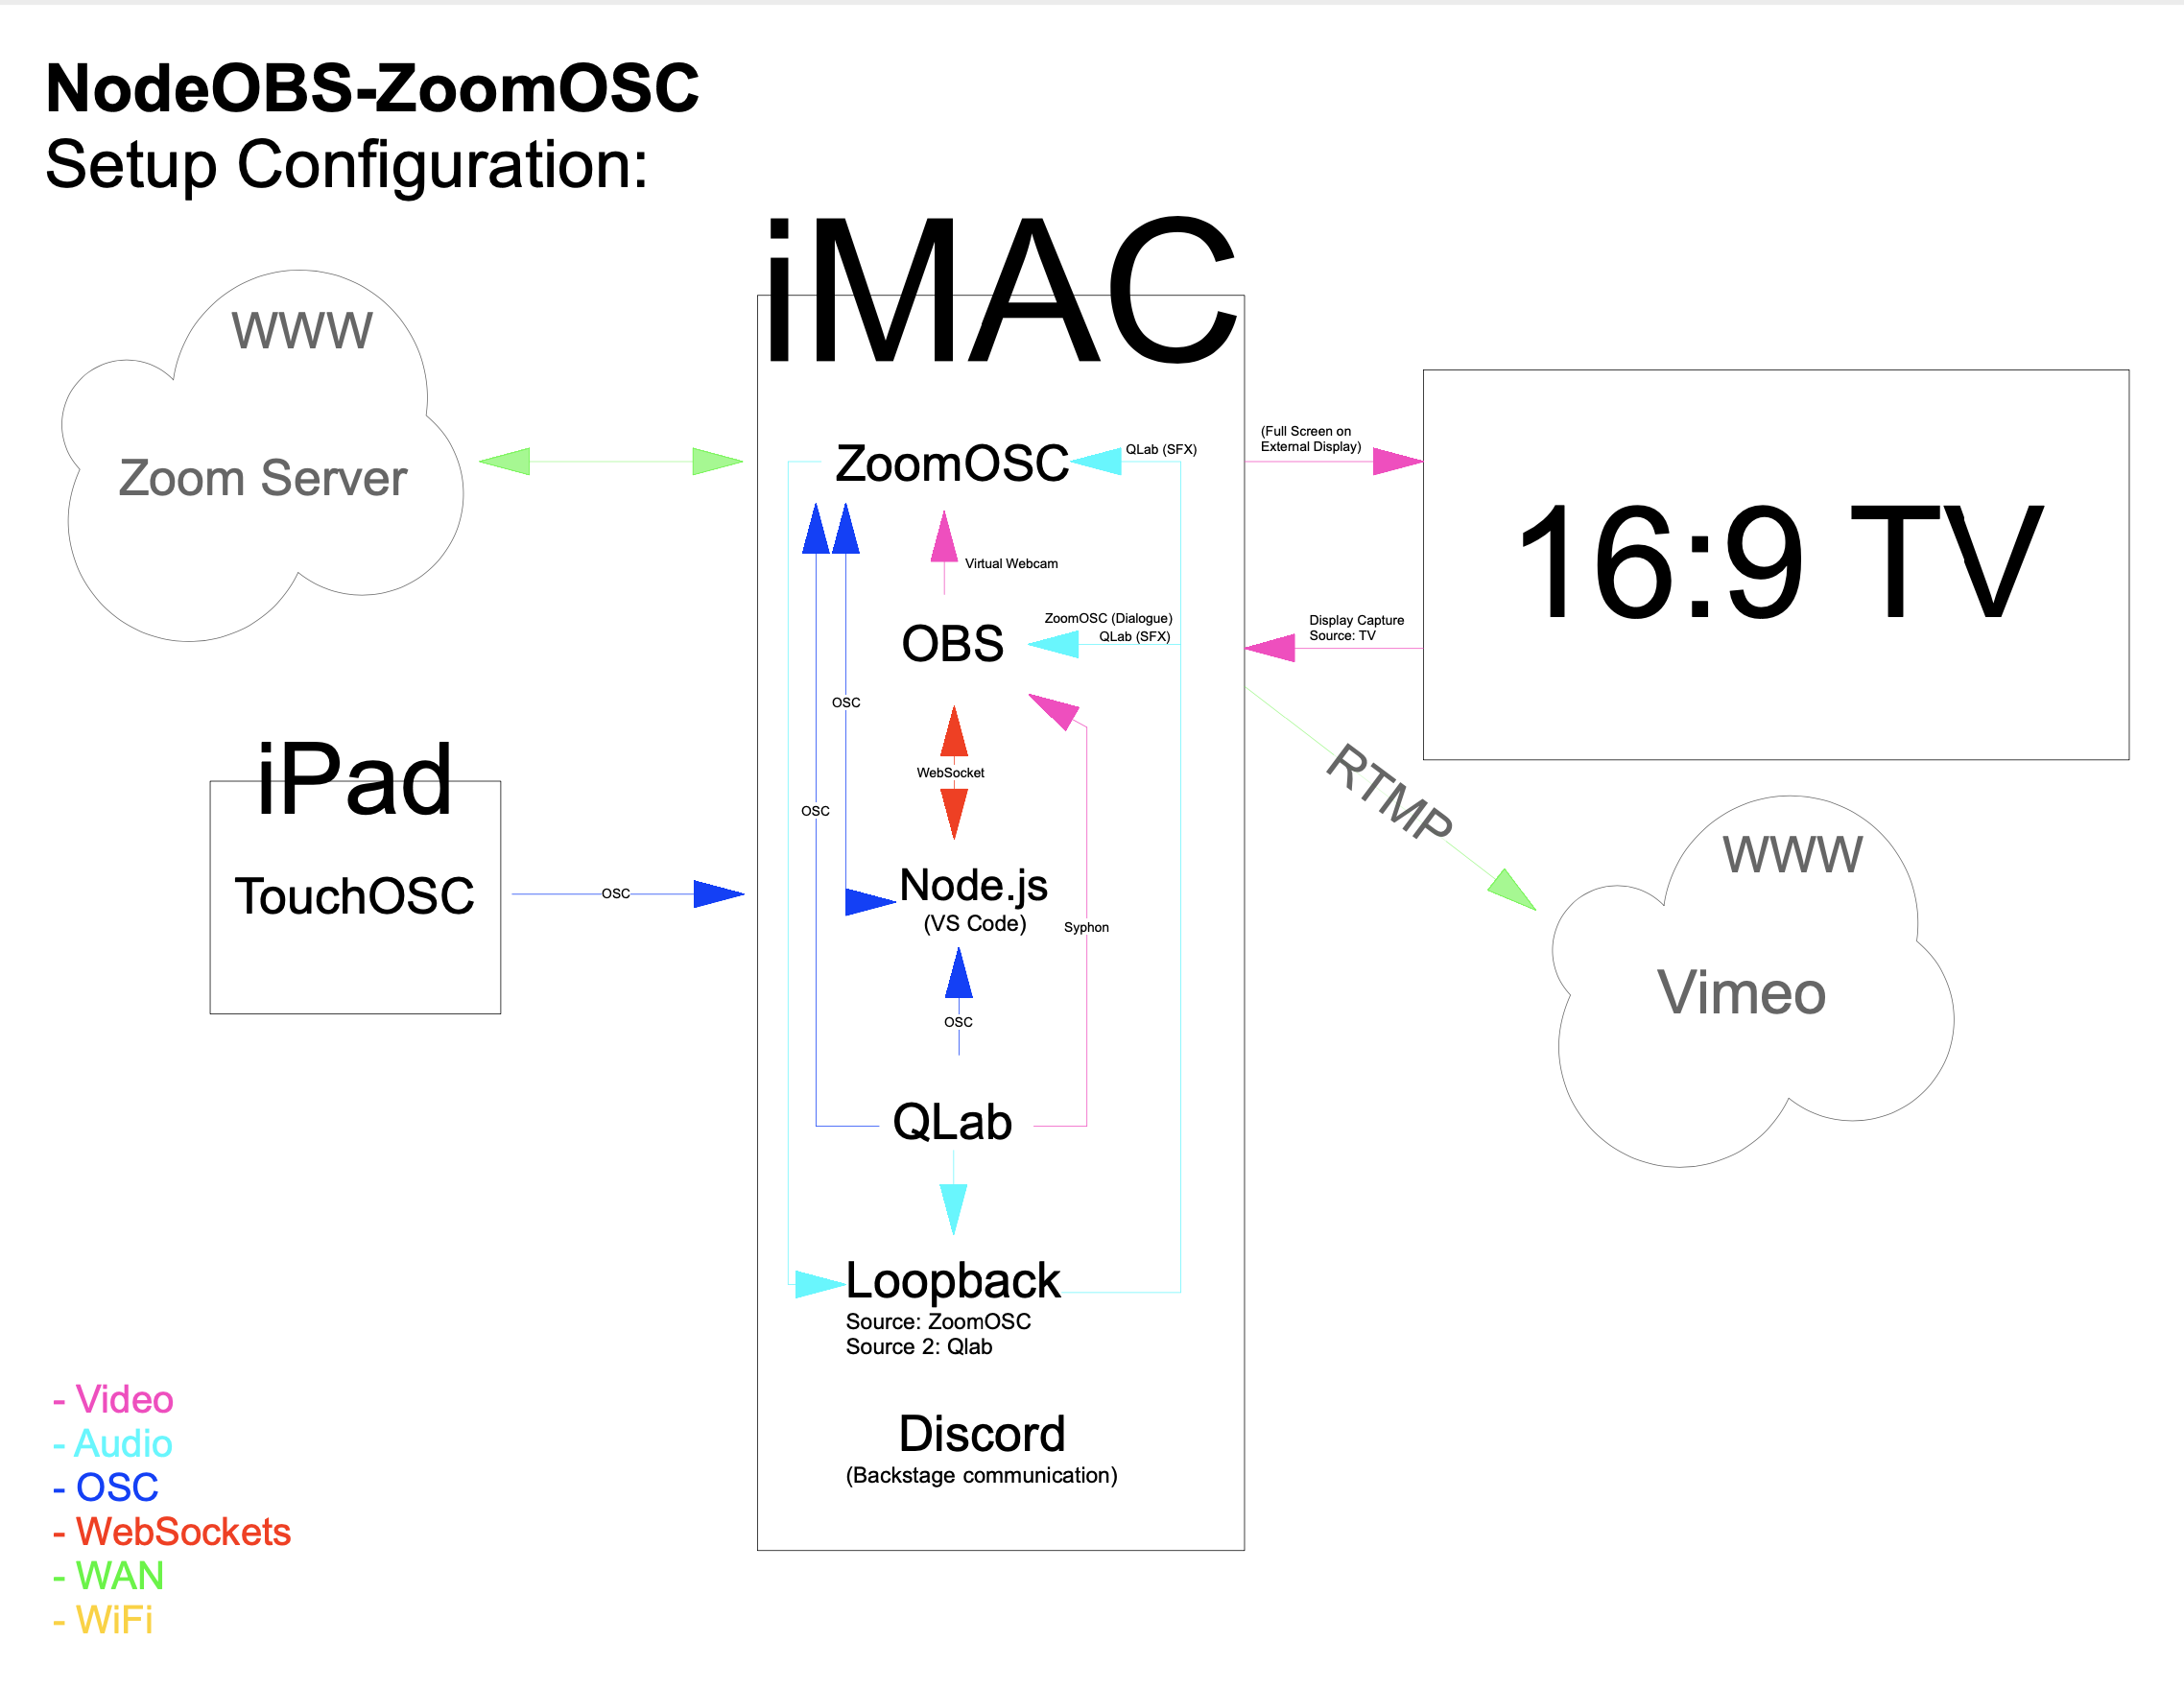 NodeOBS-ZoomOSC
Setup Configuration:
iMAC
WWW
Zoom Server
ZoomOSC
QLab (SFX)
(Full Screen on
External Display)
16:9 TV
Virtual Webcam
OBS
ZoomOSC (Dialogue)
QLab (SFX)
Display Capture
Source: TV
OSC
OSC
WebSocket
RTMP
iPad
TouchOSC
OSC
Node.js
(VS Code)
Syphon
OSC
WWW
Vimeo
QLab
Loopback
Source: ZoomOSC
Source 2: Qlab
Discord
(Backstage communication)
- Video
- Audio
- OSC
- WebSockets
- WAN
- WiFi